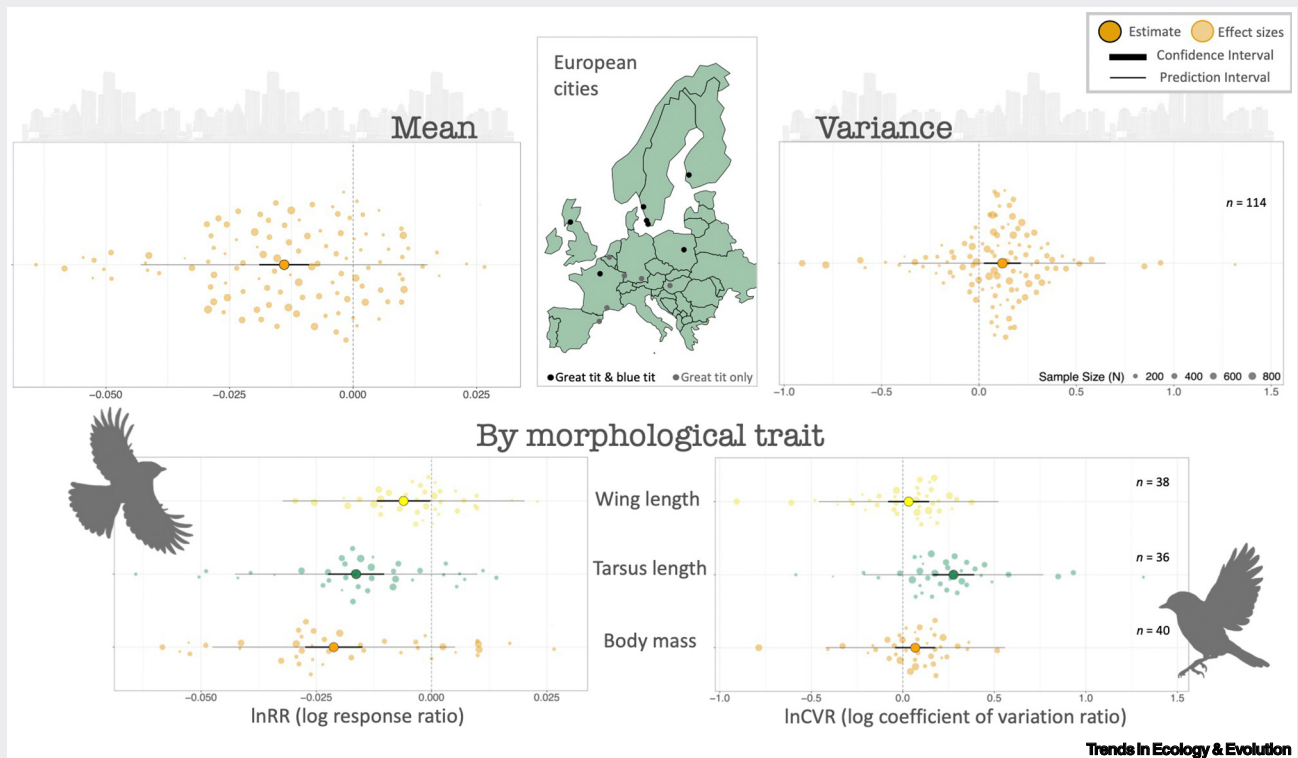 Estimate Effect sizes
Confidence Interval
Prediction Interval
European
cities
Mean
Variance
n = 114
Great tit & blue tit Great tit only
Sample Size (N) 200 400 600 800
−0.050 −0.025 0.000 0.025
−1.0 −0.5 0.0 0.5 1.0 1.5
By morphological trait
Wing length
n = 38
Tarsus length
n = 36
Body mass
n = 40
−0.050 −0.025 0.000 0.025
−1.0 −0.5 0.0 0.5 1.0 1.5
lnRR (log response ratio)
lnCVR (log coefficient of variation ratio)
Trends in Ecology & Evolution